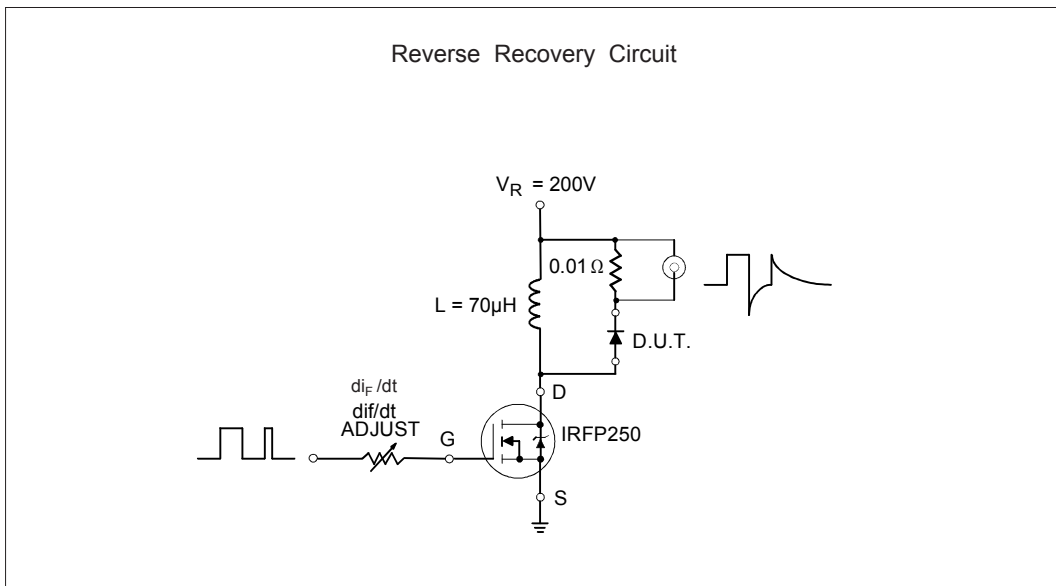 Reverse Recovery Circuit
V_R = 200V
0.01 Ω
L = 70µH
D.U.T.
di_F /dt
dif/dt
ADJUST
D
G
IRFP250
S